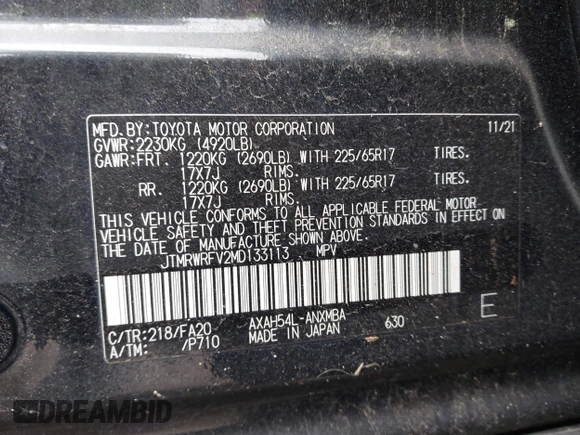 MFD.BY:TOYOTA MOTOR CORPORATION 11/21
GVWR:2230KG (4920LB)
GAWR:FRT. 1220KG (2690LB) WITH 225/65R17 TIRES.
17X7J RIMS.
RR. 1220KG (2690LB) WITH 225/65R17 TIRES.
17X7J RIMS.
THIS VEHICLE CONFORMS TO ALL APPLICABLE FEDERAL MOTOR
VEHICLE SAFETY AND THEFT PREVENTION STANDARDS IN EFFECT ON
THE DATE OF MANUFACTURE SHOWN ABOVE.
JTMRWRFV2MD133113 MPV
C/TR:218/FA20 AXAH54L-ANXMBA 630 E
A/TM: /P710 MADE IN JAPAN
DREAMBID